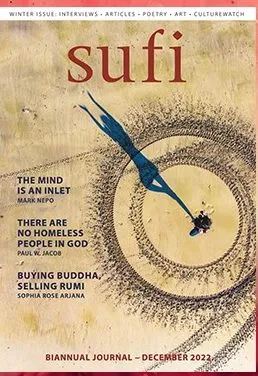 WINTER ISSUE: INTERVIEWS • ARTICLES • POETRY • ART • CULTUREWATCH
sufi
THE MIND
IS AN INLET
MARK NEPO
THERE ARE
NO HOMELESS
PEOPLE IN GOD
PAUL W. JACOB
BUYING BUDDHA,
SELLING RUMI
SOPHIA ROSE ARJANA
BIANNUAL JOURNAL – DECEMBER 2022